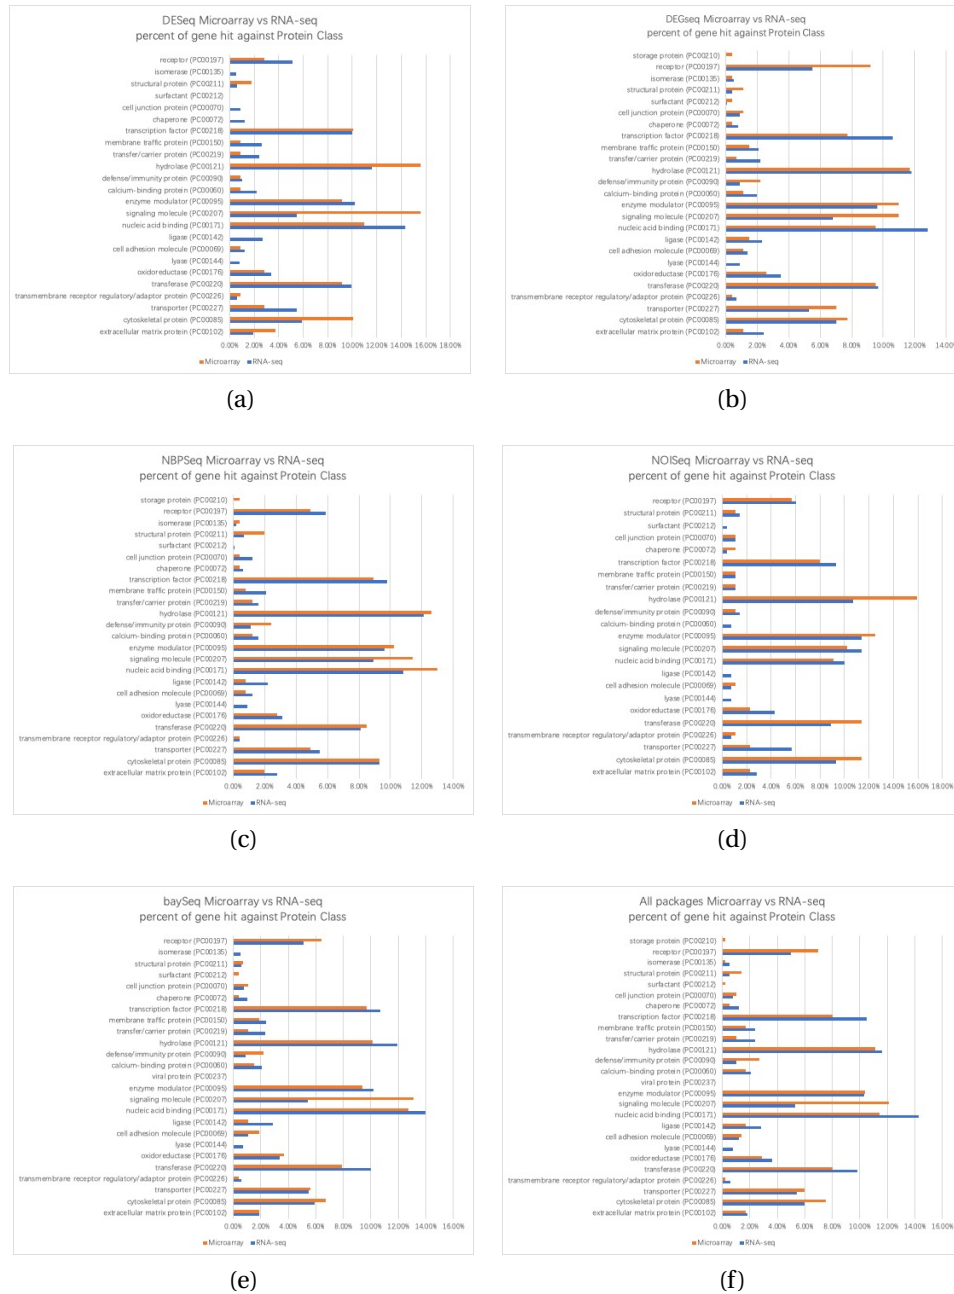 DESeq Microarray vs RNA-seq
percent of gene hit against Protein Class
receptor (PC00197)
isomerase (PC00135)
structural protein (PC00211)
surfactant (PC00212)
cell junction protein (PC00070)
chaperone (PC00072)
transcription factor (PC00218)
membrane traffic protein (PC00150)
transfer/carrier protein (PC00219)
hydrolase (PC00121)
defense/immunity protein (PC00090)
calcium-binding protein (PC00060)
enzyme modulator (PC00095)
signaling molecule (PC00207)
nucleic acid binding (PC00171)
ligase (PC00142)
cell adhesion molecule (PC00069)
lyase (PC00144)
oxidoreductase (PC00176)
transferase (PC00220)
transmembrane receptor regulatory/adaptor protein (PC00226)
transporter (PC00227)
cytoskeletal protein (PC00085)
extracellular matrix protein (PC00102)
0.00% 2.00% 4.00% 6.00% 8.00% 10.00% 12.00% 14.00% 16.00% 18.00%
Microarray RNA-seq
(a)
DEGseq Microarray vs RNA-seq
percent of gene hit against Protein Class
storage protein (PC00210)
receptor (PC00197)
isomerase (PC00135)
structural protein (PC00211)
surfactant (PC00212)
cell junction protein (PC00070)
chaperone (PC00072)
transcription factor (PC00218)
membrane traffic protein (PC00150)
transfer/carrier protein (PC00219)
hydrolase (PC00121)
defense/immunity protein (PC00090)
calcium-binding protein (PC00060)
enzyme modulator (PC00095)
signaling molecule (PC00207)
nucleic acid binding (PC00171)
ligase (PC00142)
cell adhesion molecule (PC00069)
lyase (PC00144)
oxidoreductase (PC00176)
transferase (PC00220)
transmembrane receptor regulatory/adaptor protein (PC00226)
transporter (PC00227)
cytoskeletal protein (PC00085)
extracellular matrix protein (PC00102)
0.00% 2.00% 4.00% 6.00% 8.00% 10.00% 12.00% 14.00%
Microarray RNA-seq
(b)
NBPSeq Microarray vs RNA-seq
percent of gene hit against Protein Class
storage protein (PC00210)
receptor (PC00197)
isomerase (PC00135)
structural protein (PC00211)
surfactant (PC00212)
cell junction protein (PC00070)
chaperone (PC00072)
transcription factor (PC00218)
membrane traffic protein (PC00150)
transfer/carrier protein (PC00219)
hydrolase (PC00121)
defense/immunity protein (PC00090)
calcium-binding protein (PC00060)
enzyme modulator (PC00095)
signaling molecule (PC00207)
nucleic acid binding (PC00171)
ligase (PC00142)
cell adhesion molecule (PC00069)
lyase (PC00144)
oxidoreductase (PC00176)
transferase (PC00220)
transmembrane receptor regulatory/adaptor protein (PC00226)
transporter (PC00227)
cytoskeletal protein (PC00085)
extracellular matrix protein (PC00102)
0.00% 2.00% 4.00% 6.00% 8.00% 10.00% 12.00% 14.00%
Microarray RNA-seq
(c)
NOISeq Microarray vs RNA-seq
percent of gene hit against Protein Class
receptor (PC00197)
structural protein (PC00211)
surfactant (PC00212)
cell junction protein (PC00070)
chaperone (PC00072)
transcription factor (PC00218)
membrane traffic protein (PC00150)
transfer/carrier protein (PC00219)
hydrolase (PC00121)
defense/immunity protein (PC00090)
calcium-binding protein (PC00060)
enzyme modulator (PC00095)
signaling molecule (PC00207)
nucleic acid binding (PC00171)
ligase (PC00142)
cell adhesion molecule (PC00069)
lyase (PC00144)
oxidoreductase (PC00176)
transferase (PC00220)
transmembrane receptor regulatory/adaptor protein (PC00226)
transporter (PC00227)
cytoskeletal protein (PC00085)
extracellular matrix protein (PC00102)
0.00% 2.00% 4.00% 6.00% 8.00% 10.00% 12.00% 14.00% 16.00% 18.00%
Microarray RNA-seq
(d)
baySeq Microarray vs RNA-seq
percent of gene hit against Protein Class
receptor (PC00197)
isomerase (PC00135)
structural protein (PC00211)
surfactant (PC00212)
cell junction protein (PC00070)
chaperone (PC00072)
transcription factor (PC00218)
membrane traffic protein (PC00150)
transfer/carrier protein (PC00219)
hydrolase (PC00121)
defense/immunity protein (PC00090)
calcium-binding protein (PC00060)
viral protein (PC00237)
enzyme modulator (PC00095)
signaling molecule (PC00207)
nucleic acid binding (PC00171)
ligase (PC00142)
cell adhesion molecule (PC00069)
lyase (PC00144)
oxidoreductase (PC00176)
transferase (PC00220)
transmembrane receptor regulatory/adaptor protein (PC00226)
transporter (PC00227)
cytoskeletal protein (PC00085)
extracellular matrix protein (PC00102)
0.00% 2.00% 4.00% 6.00% 8.00% 10.00% 12.00% 14.00% 16.00%
Microarray RNA-seq
(e)
All packages Microarray vs RNA-seq
percent of gene hit against Protein Class
storage protein (PC00210)
receptor (PC00197)
isomerase (PC00135)
structural protein (PC00211)
surfactant (PC00212)
cell junction protein (PC00070)
chaperone (PC00072)
transcription factor (PC00218)
membrane traffic protein (PC00150)
transfer/carrier protein (PC00219)
hydrolase (PC00121)
defense/immunity protein (PC00090)
calcium-binding protein (PC00060)
viral protein (PC00237)
enzyme modulator (PC00095)
signaling molecule (PC00207)
nucleic acid binding (PC00171)
ligase (PC00142)
cell adhesion molecule (PC00069)
lyase (PC00144)
oxidoreductase (PC00176)
transferase (PC00220)
transmembrane receptor regulatory/adaptor protein (PC00226)
transporter (PC00227)
cytoskeletal protein (PC00085)
extracellular matrix protein (PC00102)
0.00% 2.00% 4.00% 6.00% 8.00% 10.00% 12.00% 14.00% 16.00%
Microarray RNA-seq
(f)